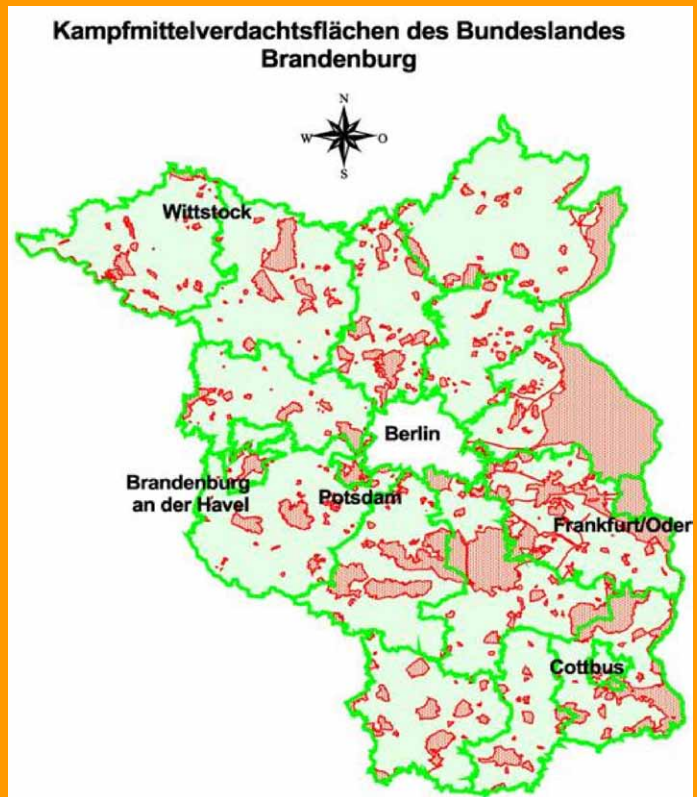 Kampfmittelverdachtsflächen des Bundeslandes
Brandenburg
N
W O
S
Wittstock
Berlin
Brandenburg
an der Havel
Potsdam
Frankfurt/Oder
Cottbus